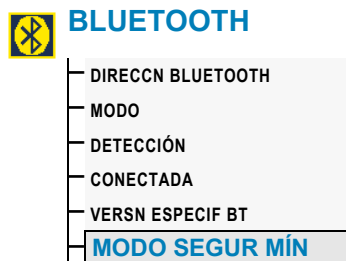 BLUETOOTH
DIRECCN BLUETOOTH
MODO
DETECCIÓN
CONECTADA
VERSN ESPECIF BT
MODO SEGUR MÍN